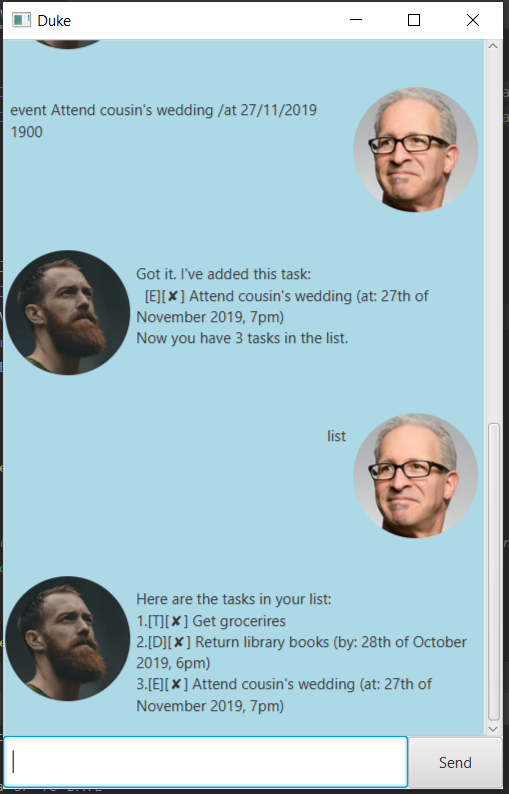 Duke
event Attend cousin's wedding /at 27/11/2019
1900
Got it. I've added this task:
[E][✘] Attend cousin's wedding (at: 27th of
November 2019, 7pm)
Now you have 3 tasks in the list.
list
Here are the tasks in your list:
1.[T][✘] Get grocerires
2.[D][✘] Return library books (by: 28th of October
2019, 6pm)
3.[E][✘] Attend cousin's wedding (at: 27th of
November 2019, 7pm)
Send